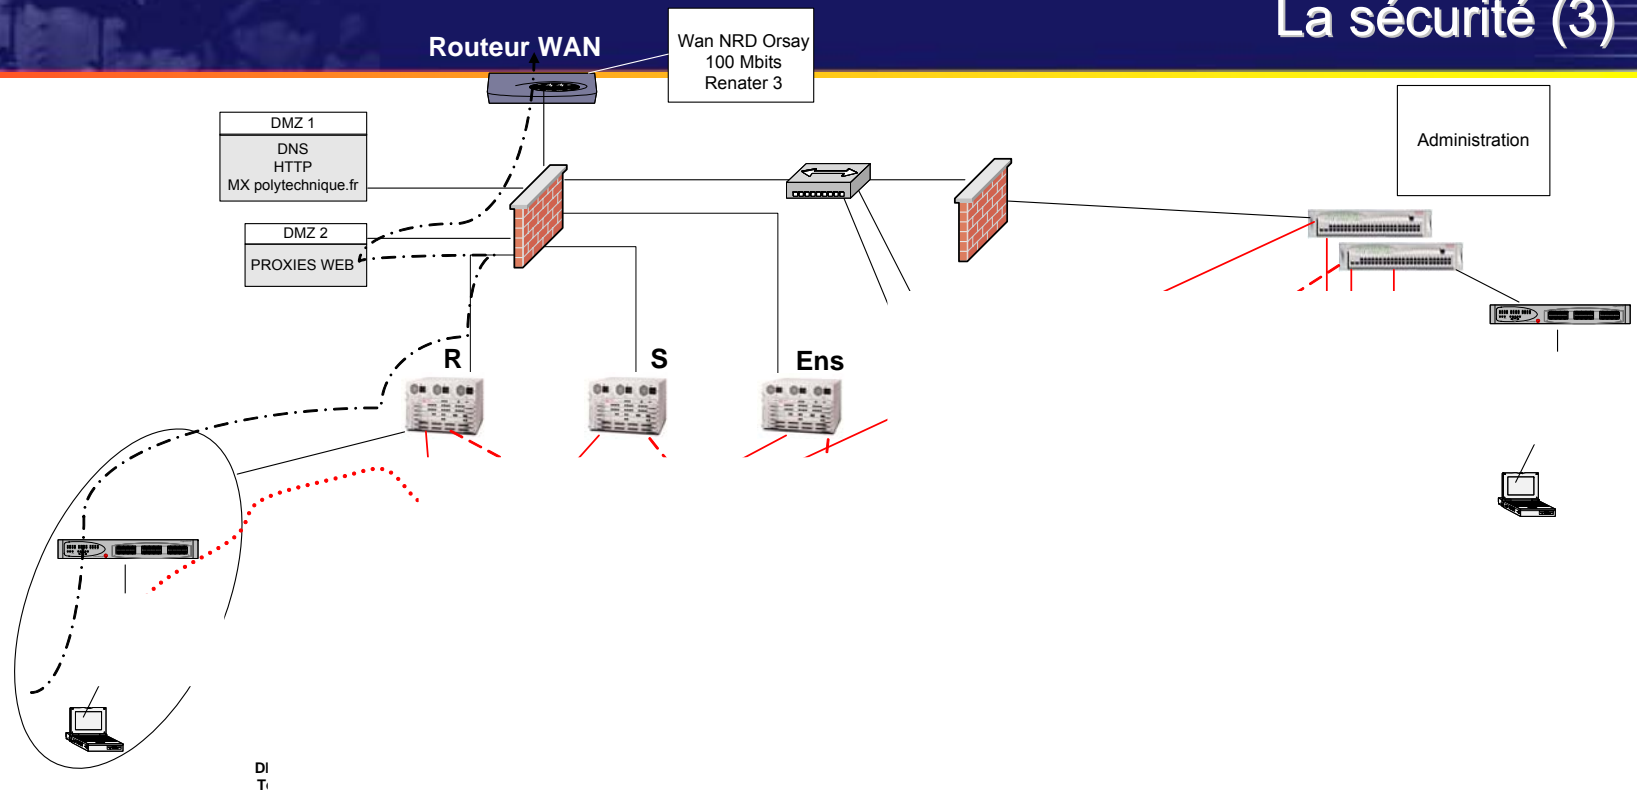 La sécurité (3)
Routeur WAN
Wan NRD Orsay
100 Mbits
Renater 3
DMZ 1
DNS
HTTP
MX polytechnique.fr
Administration
DMZ 2
PROXIES WEB
R
S
Ens